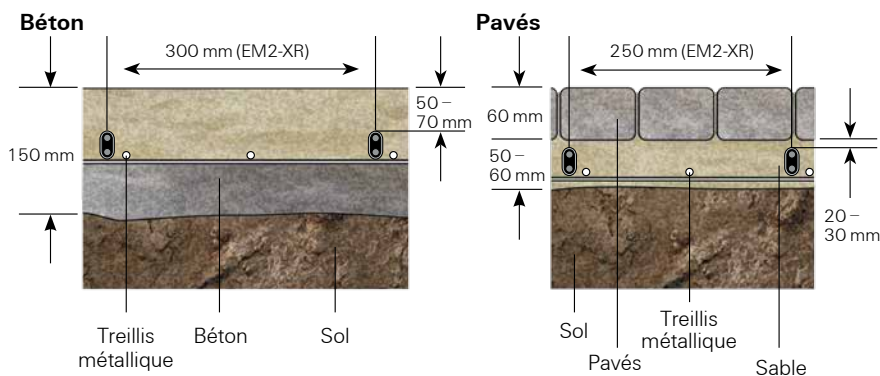 Béton
300 mm (EM2-XR)
50 –
70 mm
150 mm
Treillis
métallique
Béton
Sol
Pavés
250 mm (EM2-XR)
60 mm
50 –
60 mm
20 –
30 mm
Sol
Pavés
Treillis
métallique
Sable